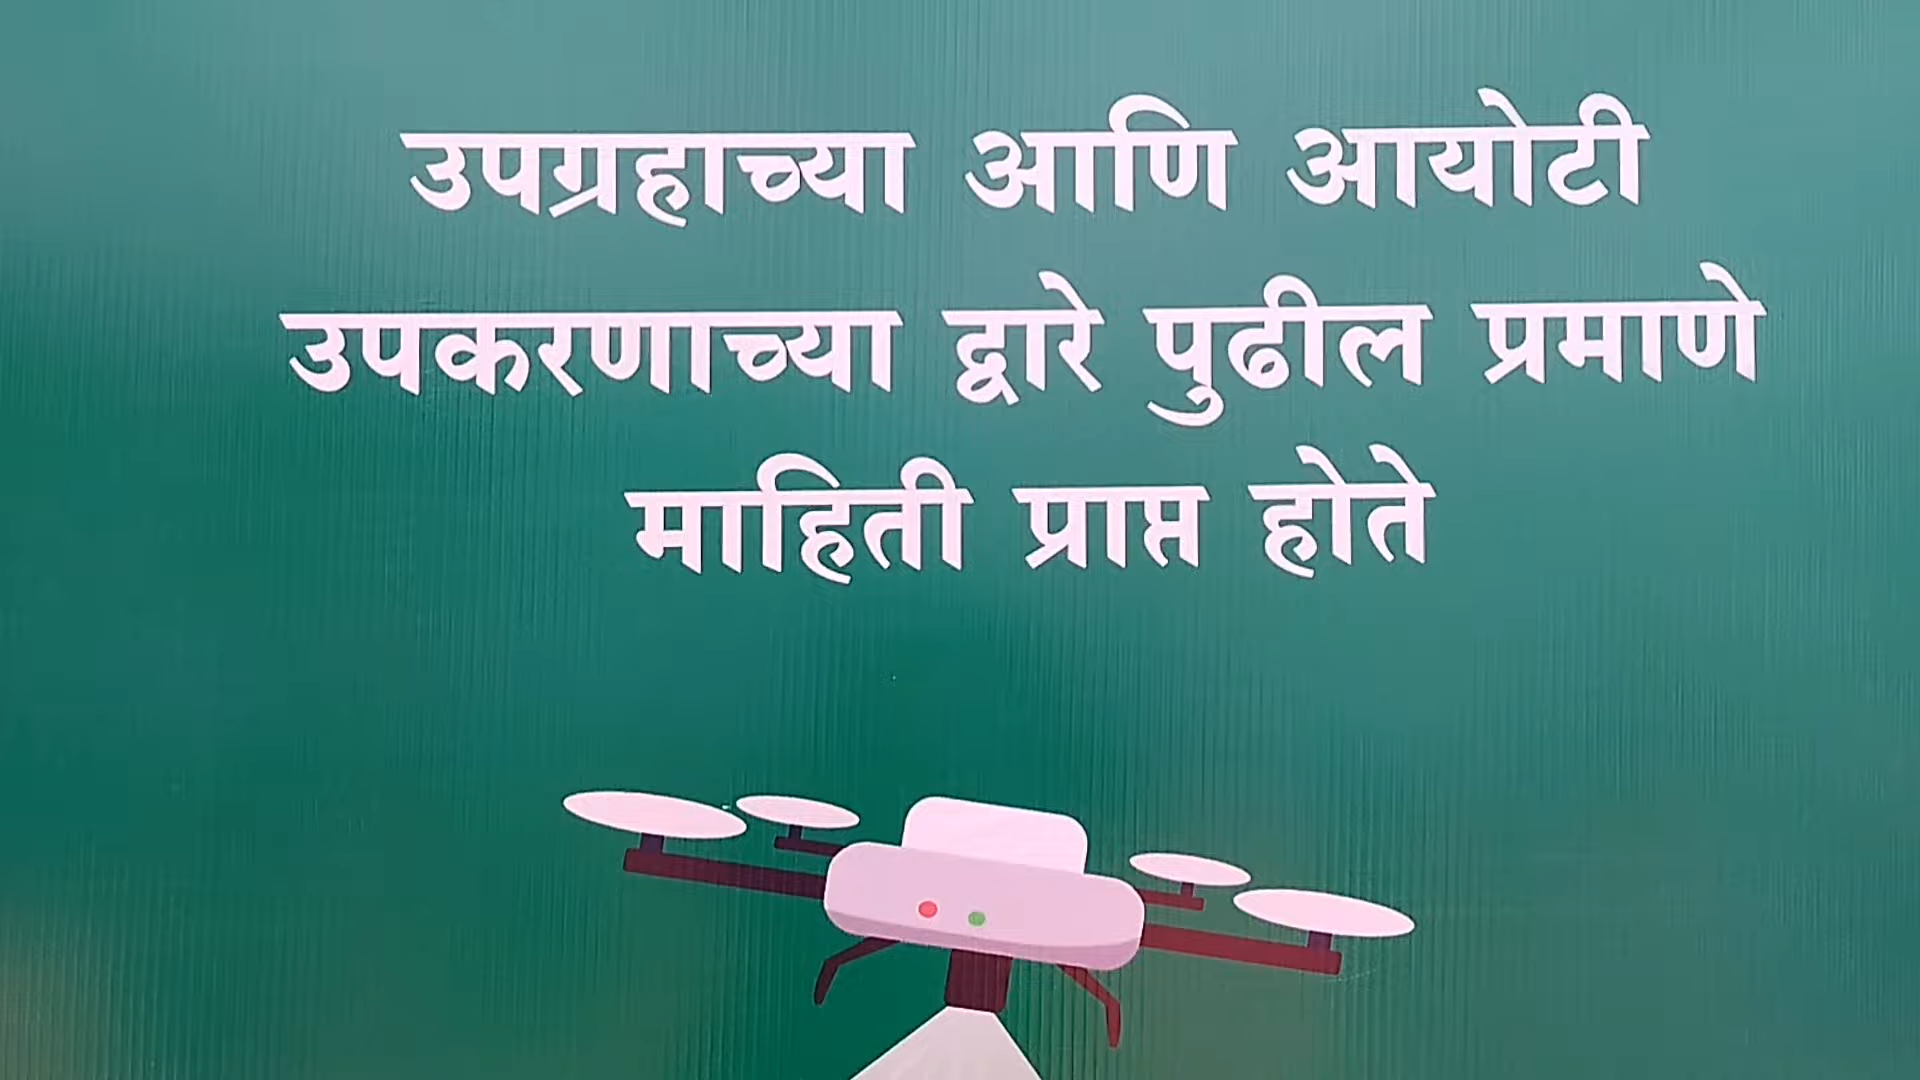 उपग्रहाच्या आणि आयोटी
उपकरणाच्या द्वारे पुढील प्रमाणे
माहिती प्राप्त होते